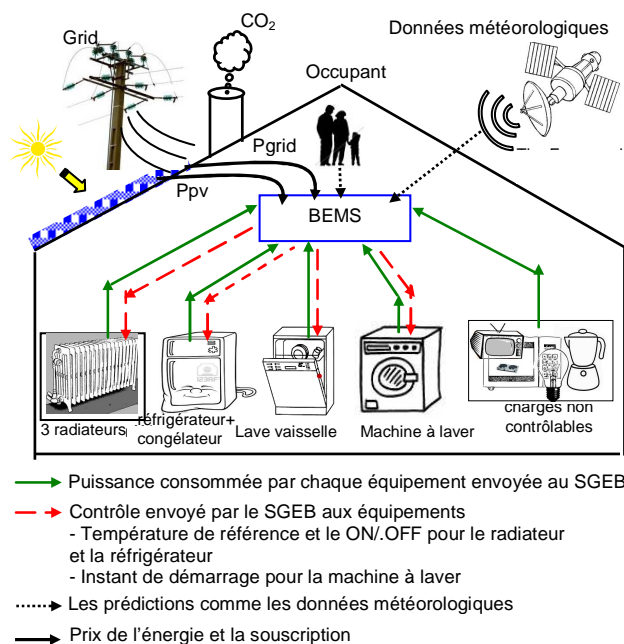 CO2
Grid
Données météorologiques
Occupant
Pgrid
Ppv
BEMS
3 radiateurs
réfrigérateur+
congélateur
Lave vaisselle
Machine à laver
charges non
contrôlables
Puissance consommée par chaque équipement envoyée au SGEB
Contrôle envoyé par le SGEB aux équipements
- Température de référence et le ON/.OFF pour le radiateur
et la réfrigérateur
- Instant de démarrage pour la machine à laver
Les prédictions comme les données météorologiques
Prix de l'énergie et la souscription